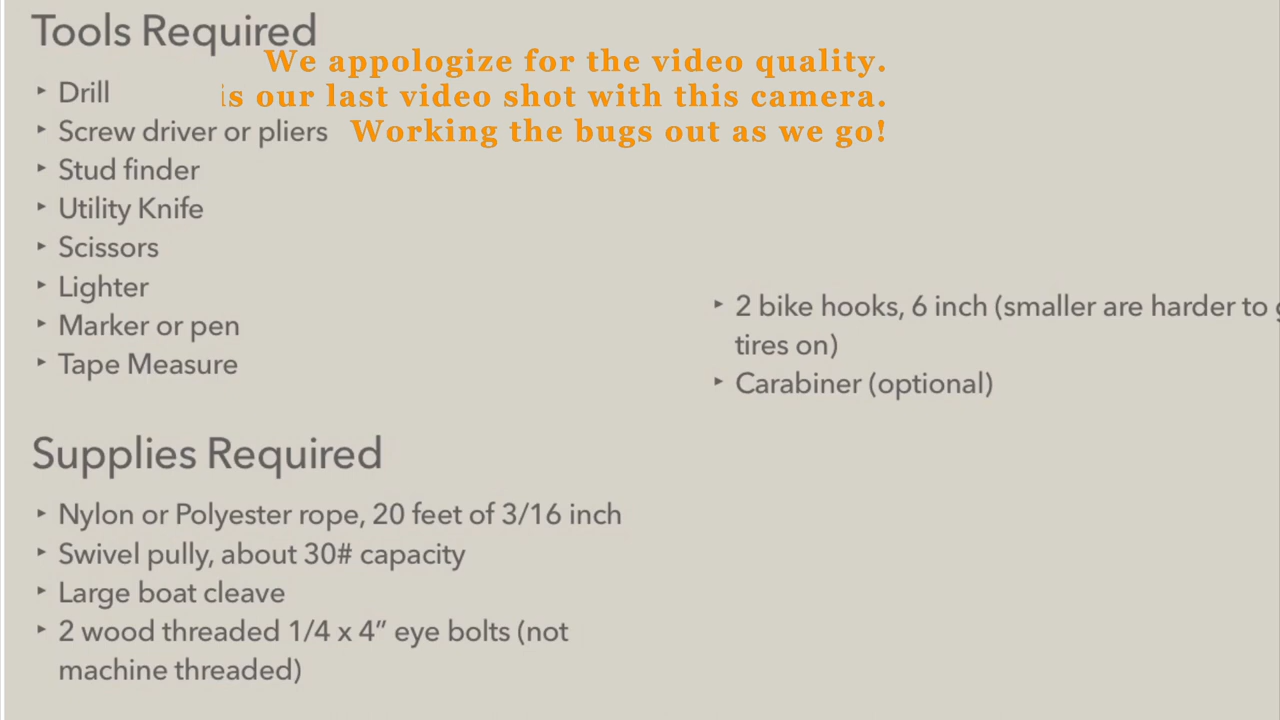 Tools Required
Drill
Screw driver or pliers
Stud finder
Utility Knife
Scissors
Lighter
Marker or pen
Tape Measure
We appologize for the video quality.
is our last video shot with this camera.
Working the bugs out as we go!
Supplies Required
Nylon or Polyester rope, 20 feet of 3/16 inch
Swivel pully, about 30# capacity
Large boat cleave
2 wood threaded 1/4 x 4” eye bolts (not
machine threaded)
2 bike hooks, 6 inch (smaller are harder to
tires on)
Carabiner (optional)